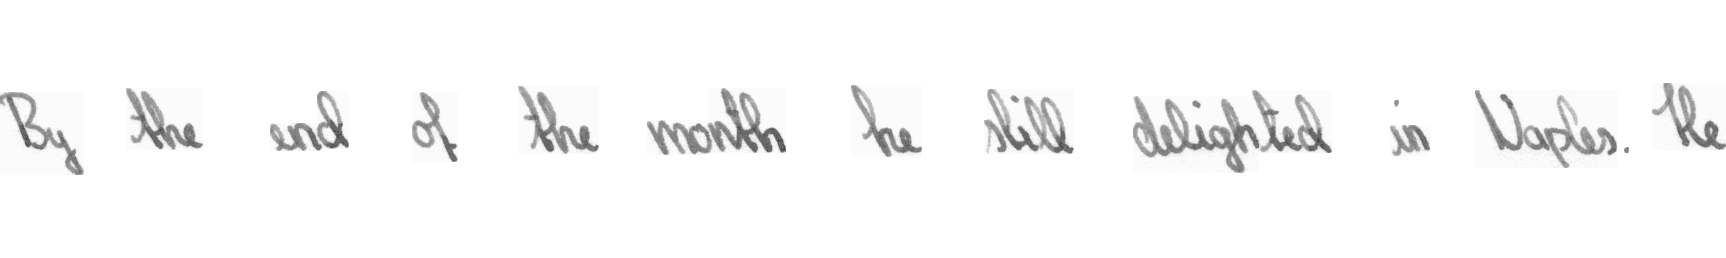 By the end of the month he still delighted in Naples. He